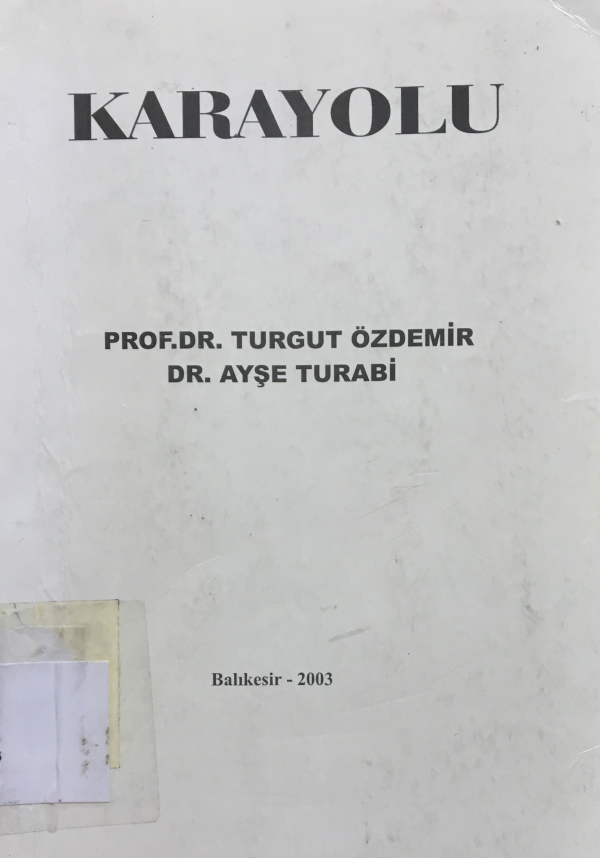 KARAYOLU
PROF.DR. TURGUT ÖZDEMİR
DR. AYŞE TURABİ
Balıkesir - 2003